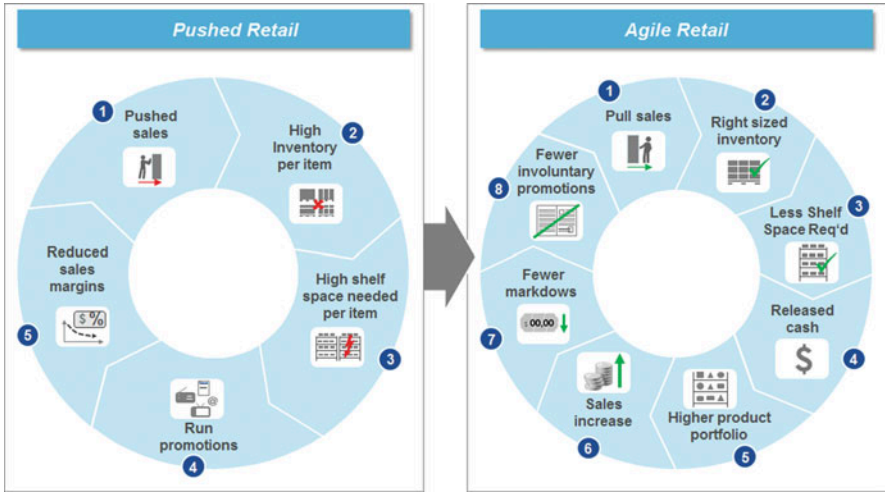 Pushed Retail
1
Pushed
sales
2
High
Inventory
per item
High shelf
space needed
per item
3
Run
promotions
4
Reduced
sales
margins
$ %
5
@
Agile Retail
1
Pull sales
2
Right sized
inventory
3
Less Shelf
Space Req'd
Released
cash
$
4
Higher product
portfolio
5
Sales
increase
6
Fewer
markdows
$ 00,00
7
Fewer
involuntary
promotions
8